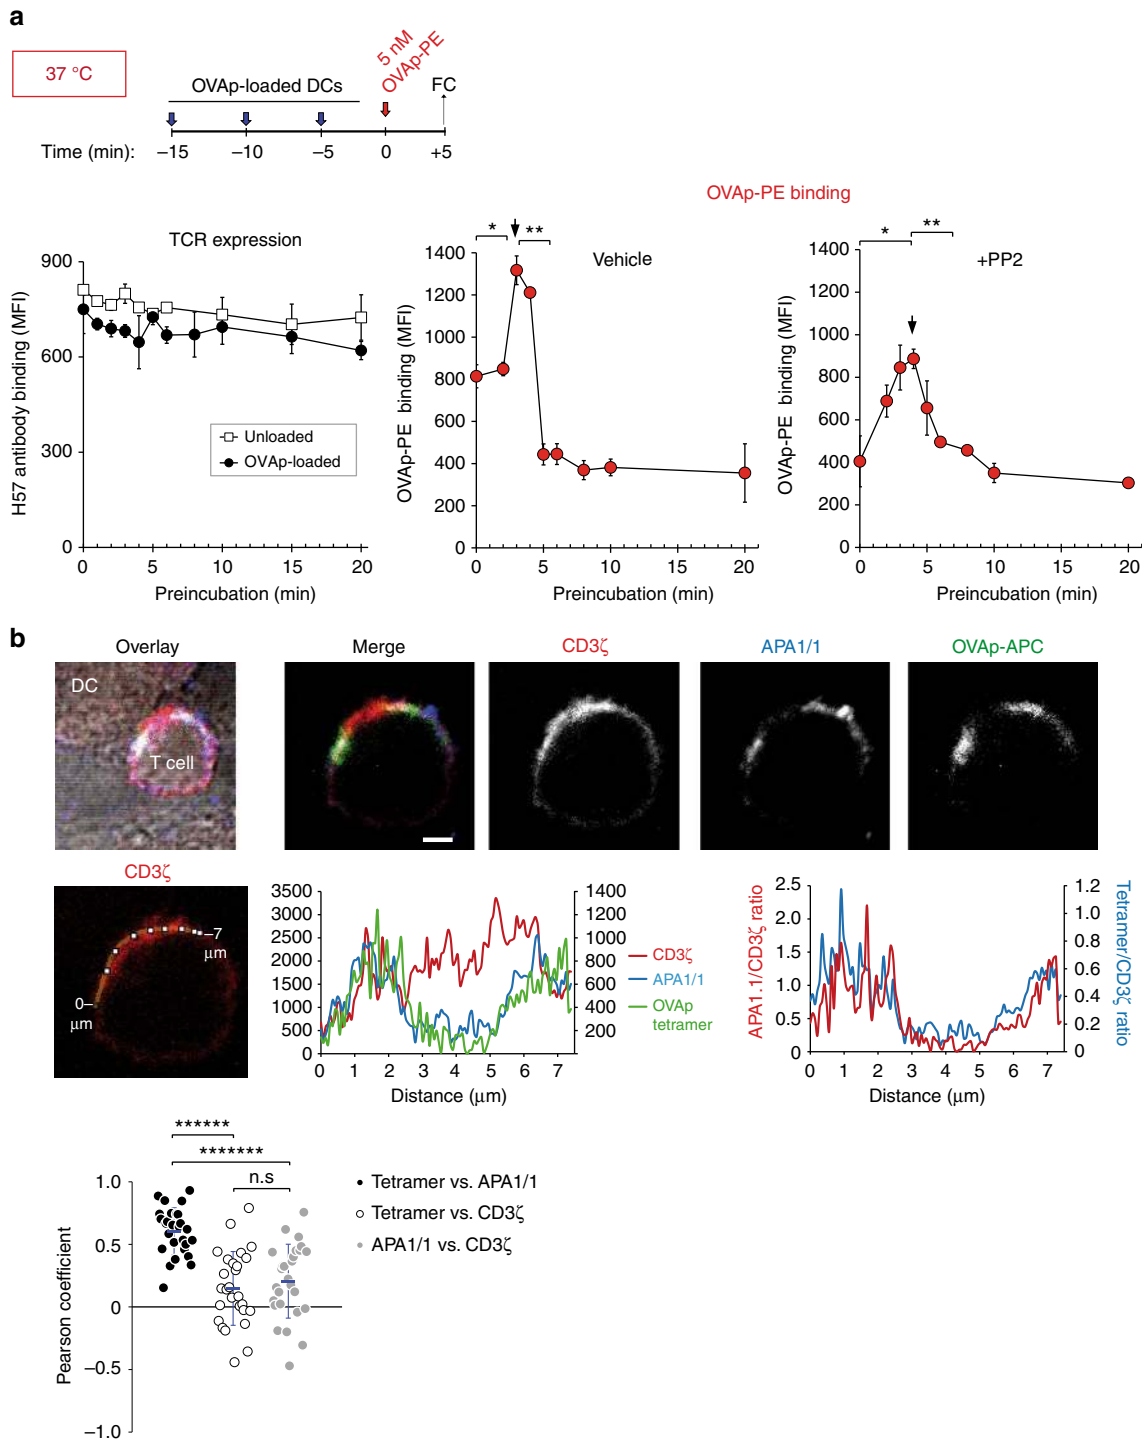 a
37 °C
OVAp-loaded DCs
5 nM
OVAp-PE
FC
Time (min):
–15
–10
–5
0
+5
OVAp-PE binding
TCR expression
H57 antibody binding (MFI)
900
600
300
0
Unloaded
OVAp-loaded
0
5
10
15
20
Preincubation (min)
*
**
Vehicle
OVAp-PE binding (MFI)
1400
1200
1000
800
600
400
200
0
0
5
10
15
20
Preincubation (min)
*
**
+PP2
OVAp-PE binding (MFI)
1400
1200
1000
800
600
400
200
0
0
5
10
15
20
Preincubation (min)
b
Overlay
Merge
CD3ζ
APA1/1
OVAp-APC
DC
T cell
CD3ζ
–7
μm
0–
μm
3500
3000
2500
2000
1500
1000
500
0
1400
1200
1000
800
600
400
200
0
1
2
3
4
5
6
7
Distance (μm)
CD3ζ
APA1/1
OVAp
tetramer
APA1.1/CD3ζ ratio
2.5
2.0
1.5
1.0
0.5
0
1.2
1.0
0.8
0.6
0.4
0.2
0
Tetramer/CD3ζ ratio
0
1
2
3
4
5
6
7
Distance (μm)
******
*******
n.s
Pearson coefficient
1.0
0.5
0
–0.5
–1.0
Tetramer vs. APA1/1
Tetramer vs. CD3ζ
APA1/1 vs. CD3ζ